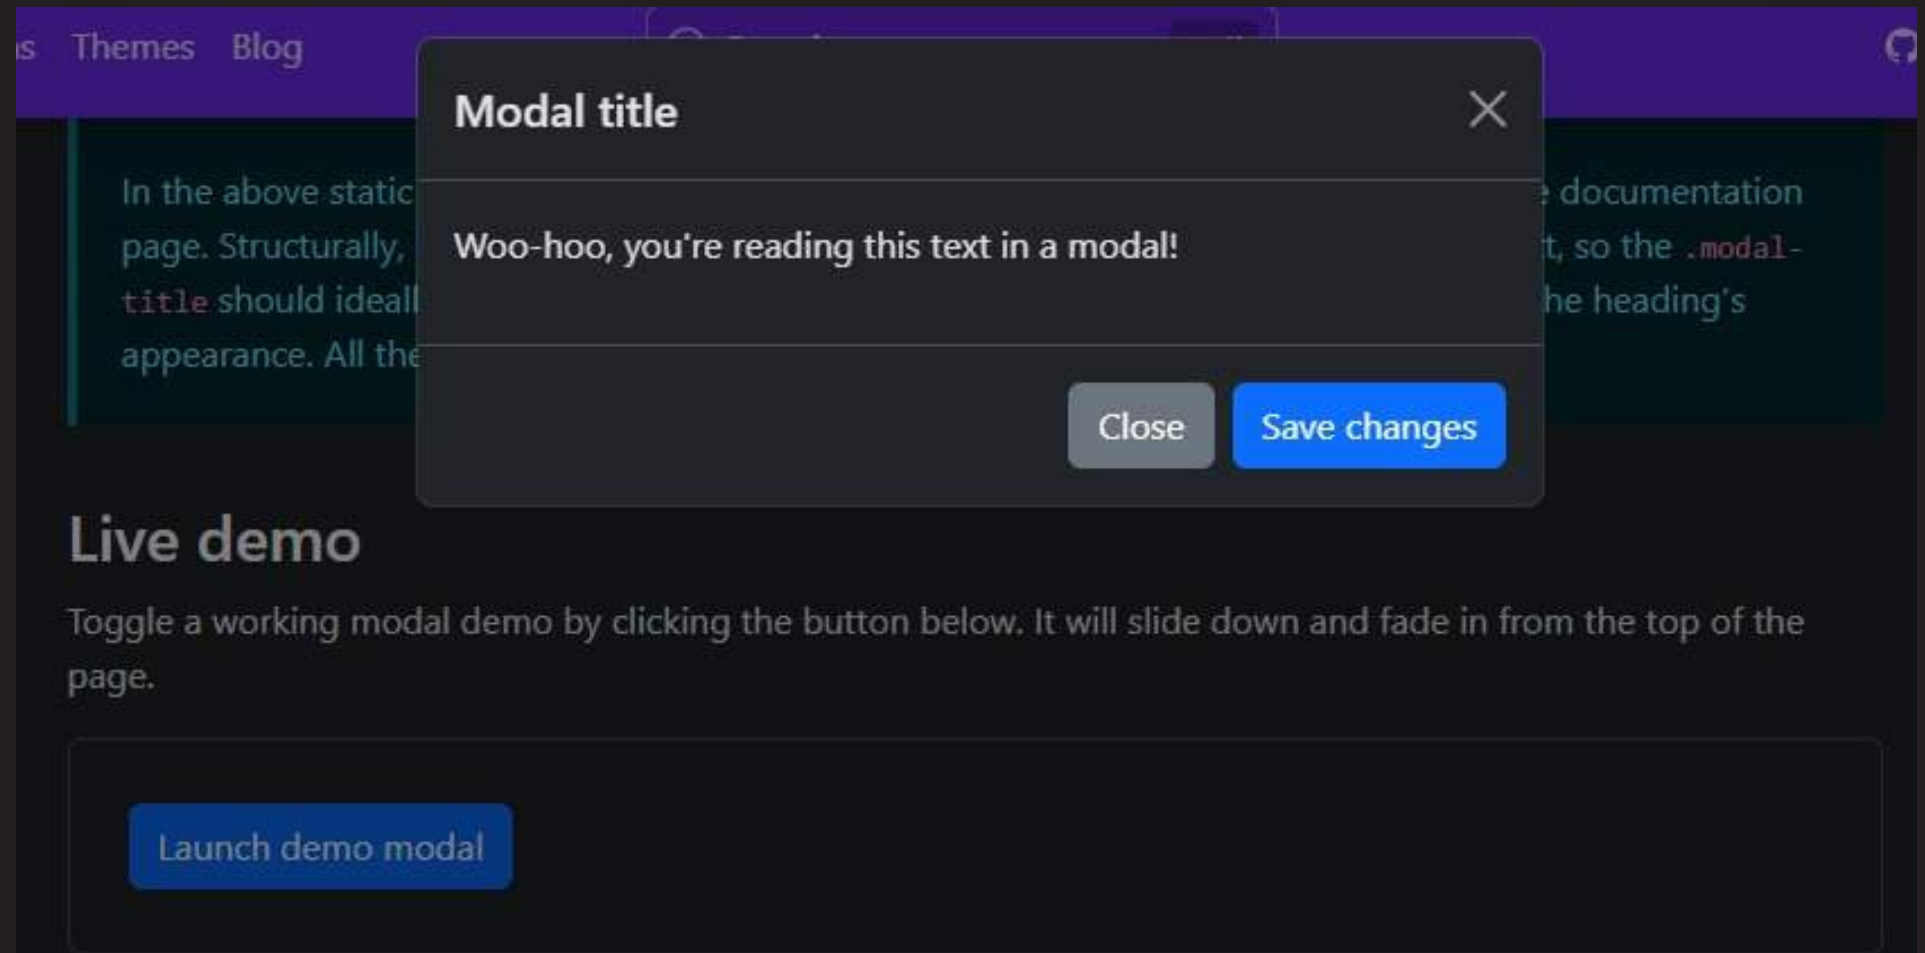 Themes Blog
Modal title
In the above static
documentation
page. Structurally,
Woo-hoo, you're reading this text in a modal!
so the .modal-
title should ideall
he heading's
appearance. All the
Close Save changes
Live demo
Toggle a working modal demo by clicking the button below. It will slide down and fade in from the top of the
page.
Launch demo modal